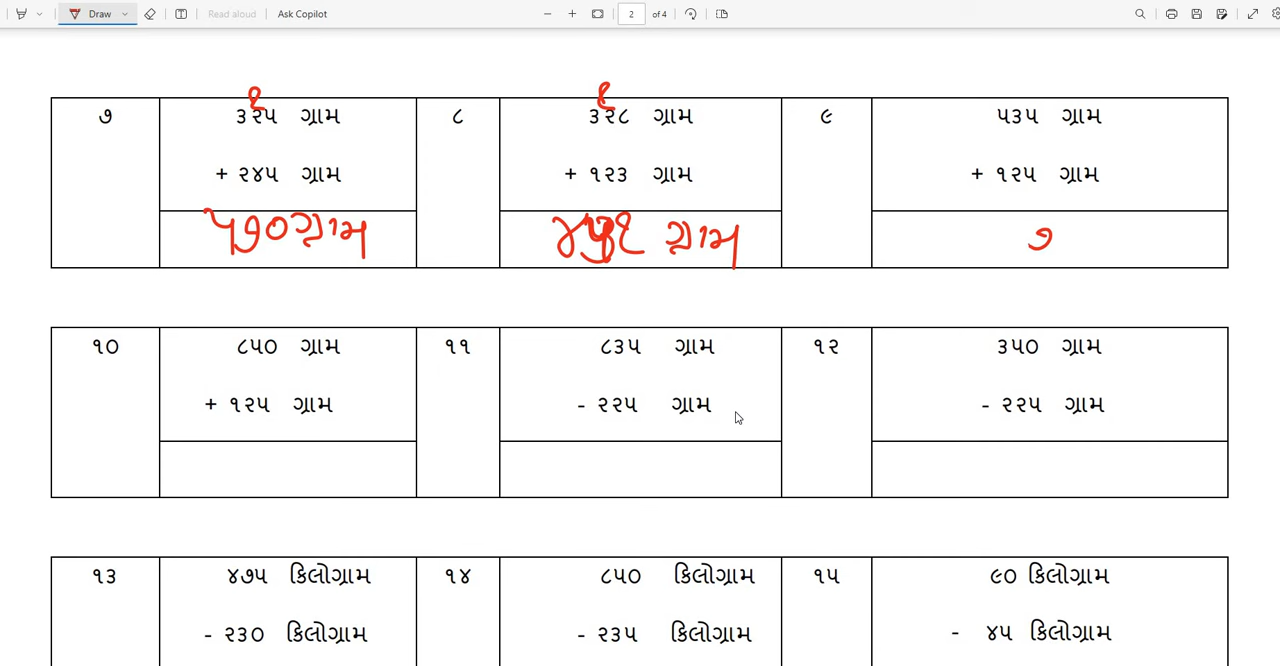 Draw Read aloud Ask Copilot 2 of 4
૧ ૧
૭ ૩૨૫ ગ્રામ ૮ ૩૨૮ ગ્રામ ૯ ૫૩૫ ગ્રામ
+ ૨૪૫ ગ્રામ + ૧૨૩ ગ્રામ + ૧૨૫ ગ્રામ
૫૭૦ગ્રામ ૪૫૧ ગ્રામ ૭
૧૦ ૮૫૦ ગ્રામ ૧૧ ૮૩૫ ગ્રામ ૧૨ ૩૫૦ ગ્રામ
+ ૧૨૫ ગ્રામ - ૨૨૫ ગ્રામ - ૨૨૫ ગ્રામ
૧૩ ૪૭૫ કિલોગ્રામ ૧૪ ૮૫૦ કિલોગ્રામ ૧૫ ૯૦ કિલોગ્રામ
- ૨૩૦ કિલોગ્રામ - ૨૩૫ કિલોગ્રામ - ૪૫ કિલોગ્રામ